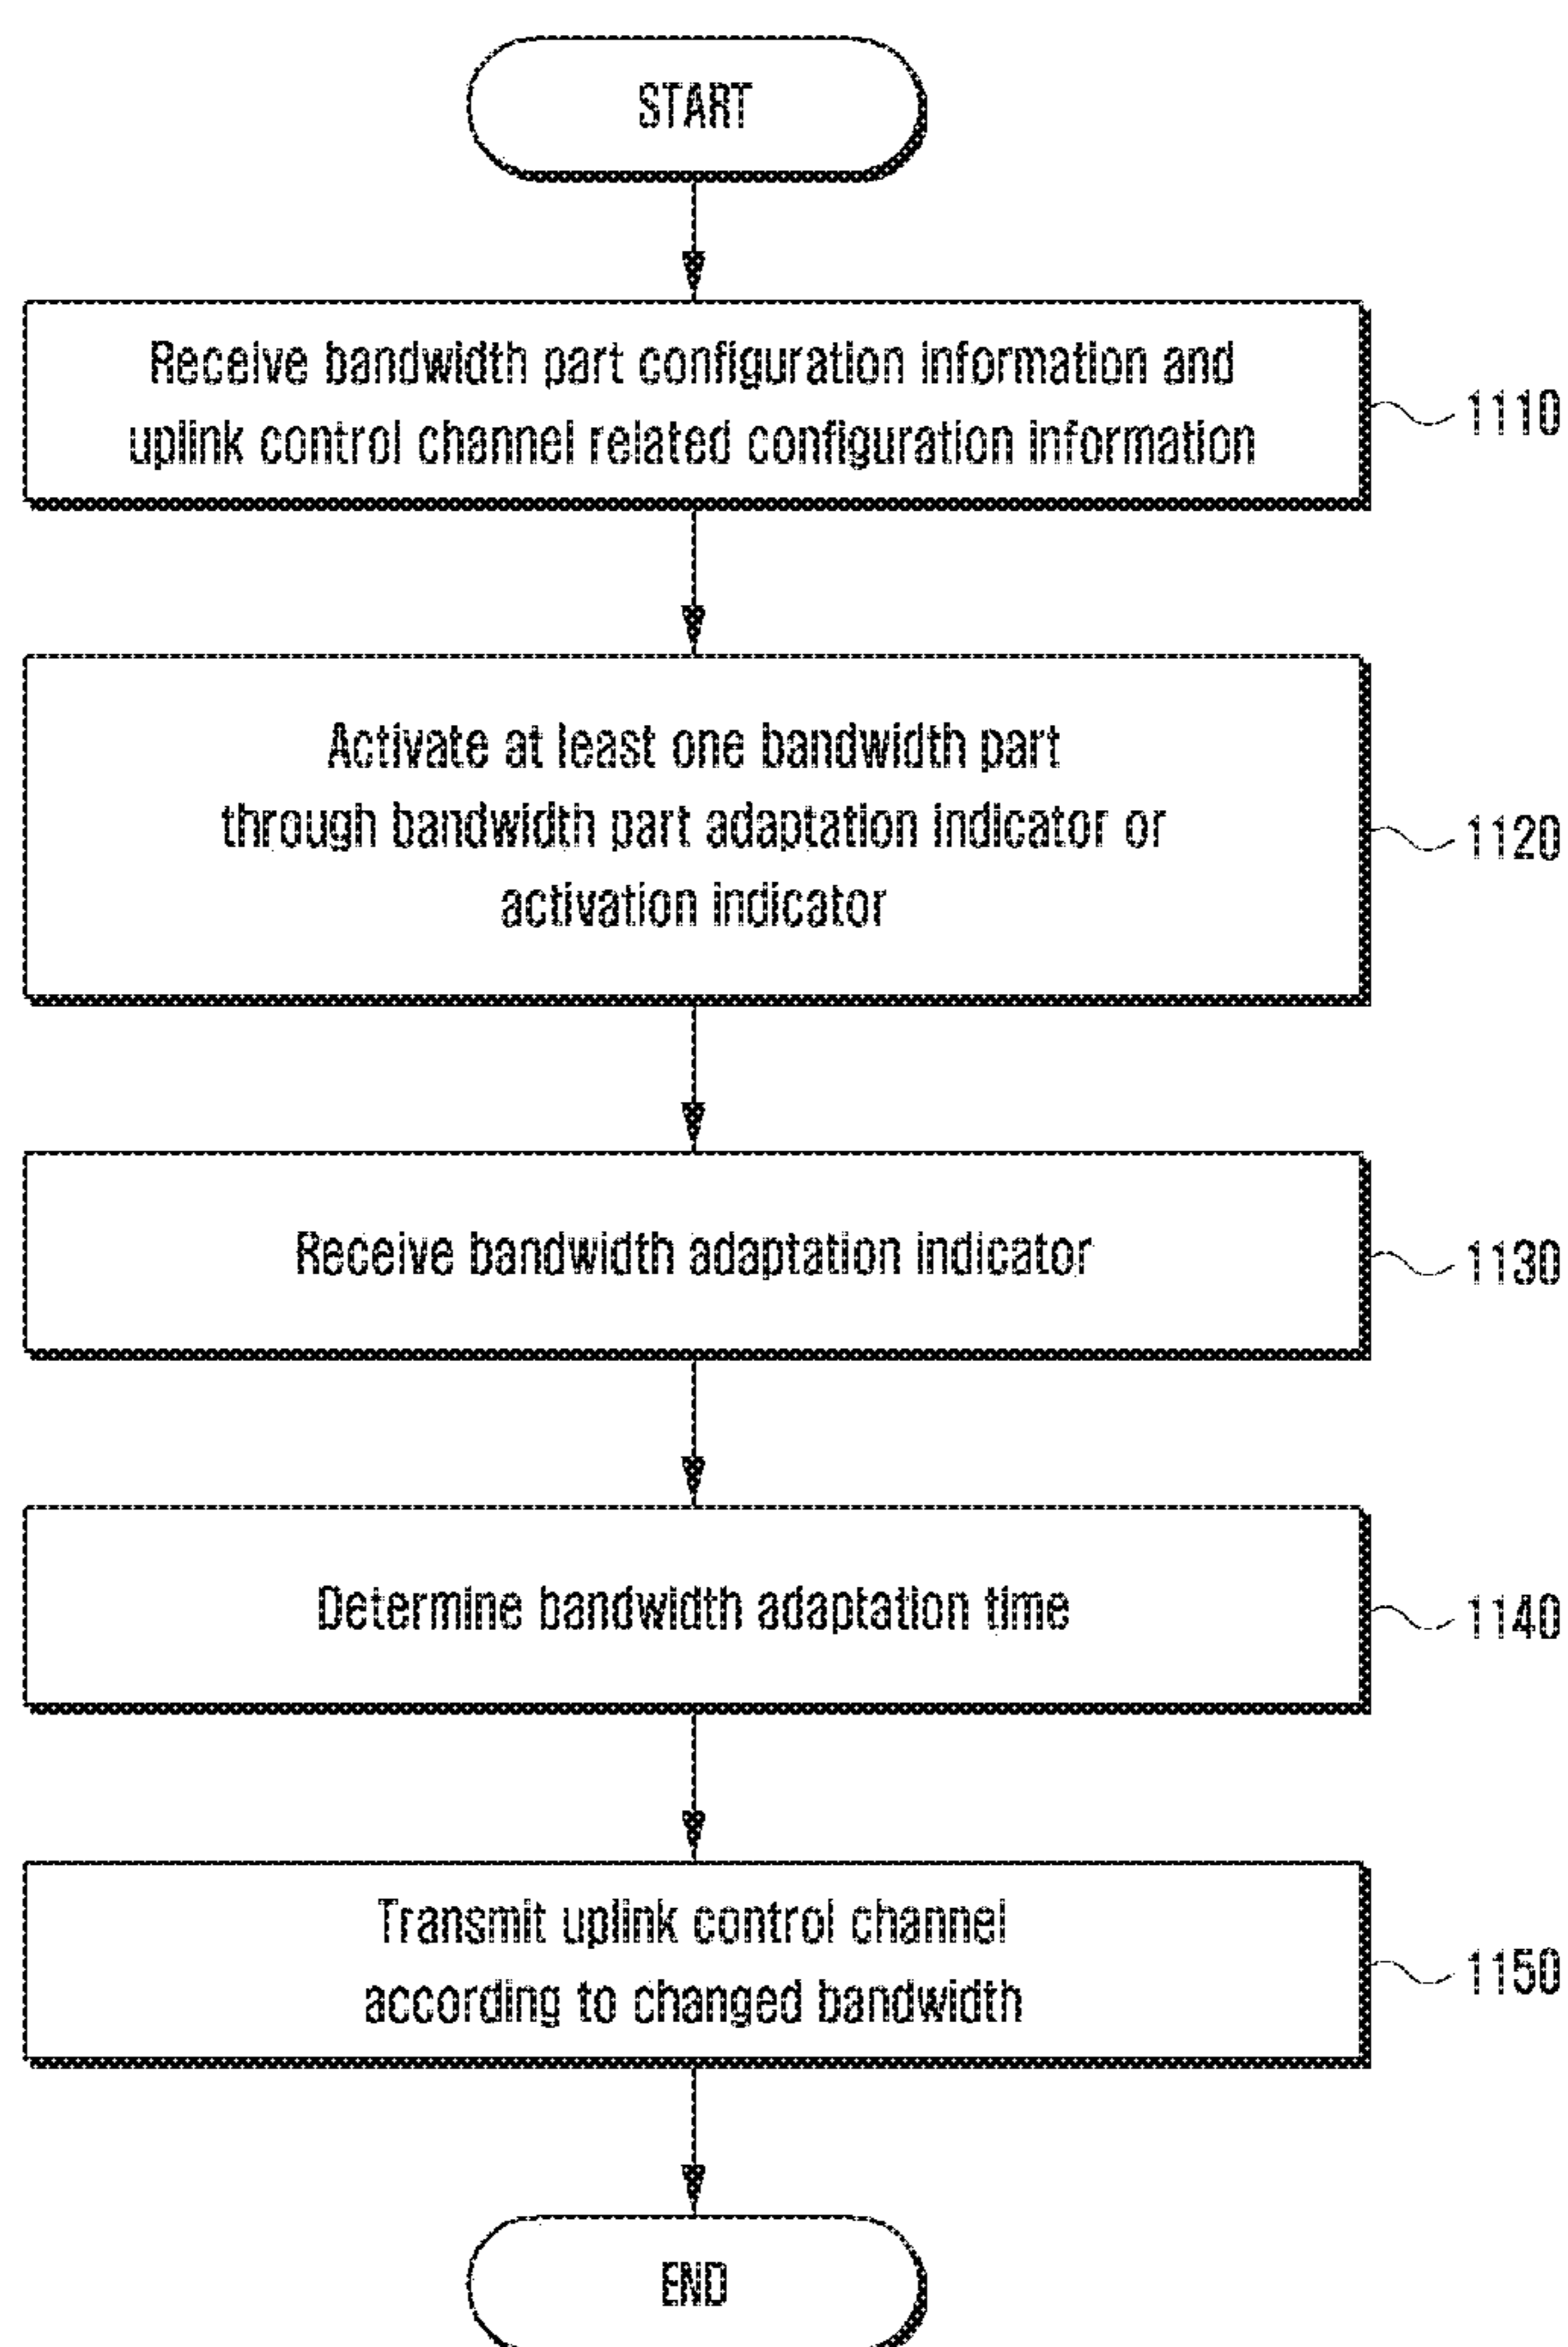 START
Receive bandwidth part configuration information and
uplink control channel related configuration information
1110
Activate at least one bandwidth part
through bandwidth part adaptation indicator or
activation indicator
1120
Receive bandwidth adaptation indicator
1130
Determine bandwidth adaptation time
1140
Transmit uplink control channel
according to changed bandwidth
1150
END